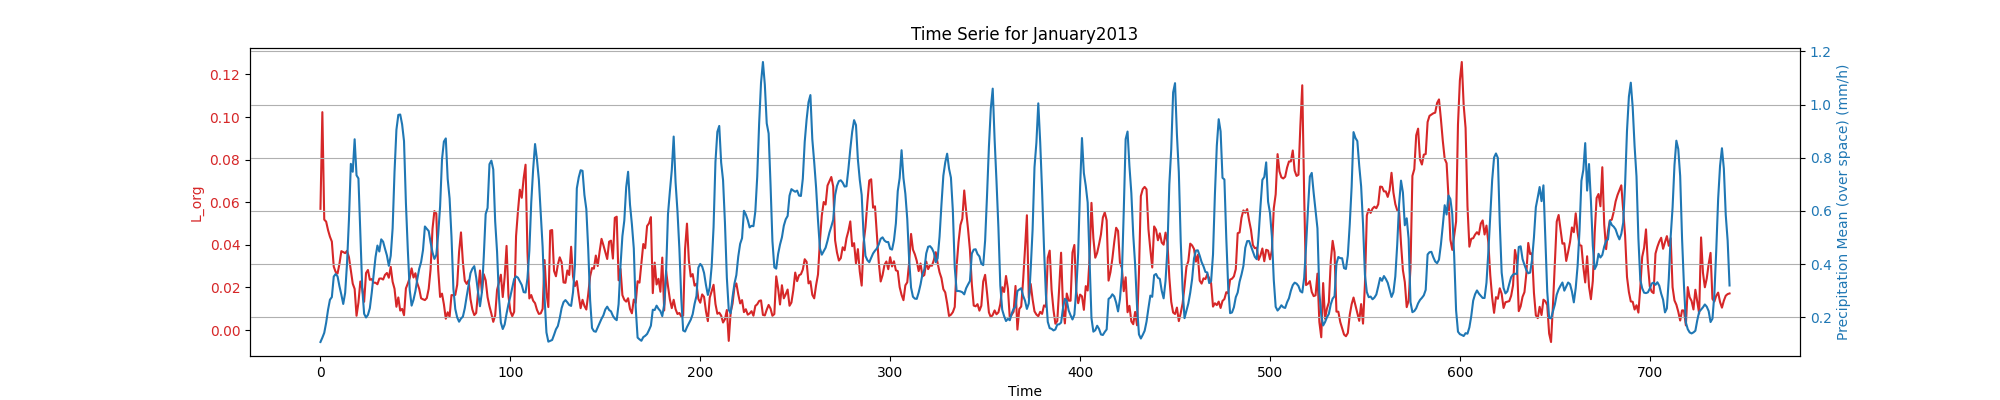 Time Serie for January2013
L_org
0.12
0.10
0.08
0.06
0.04
0.02
0.00
1.2
1.0
0.8
0.6
0.4
0.2
Precipitation Mean (over space) (mm/h)
0 100 200 300 400 500 600 700
Time